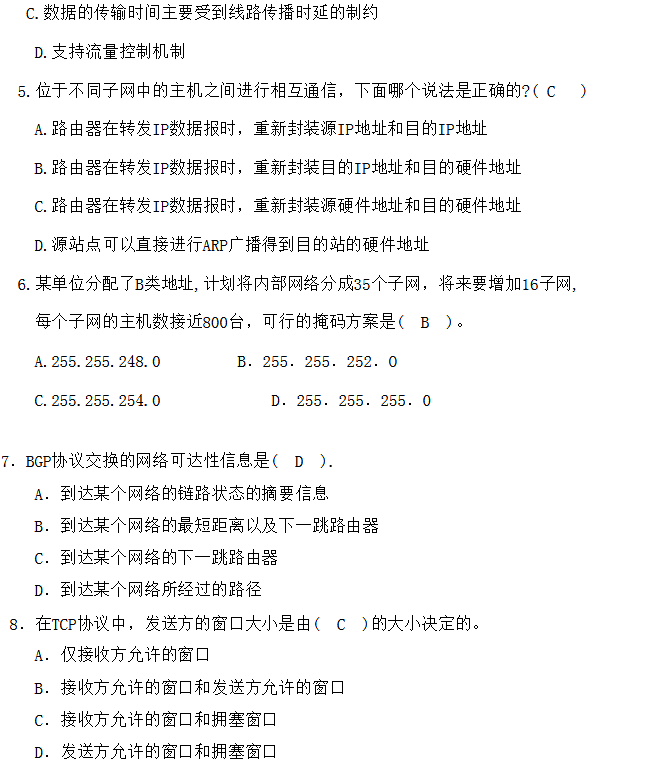 C.数据的传输时间主要受到线路传播时延的制约
D.支持流量控制机制
5.位于不同子网中的主机之间进行相互通信，下面哪个说法是正确的?( C )
A.路由器在转发IP数据报时，重新封装源IP地址和目的IP地址
B.路由器在转发IP数据报时，重新封装目的IP地址和目的硬件地址
C.路由器在转发IP数据报时，重新封装源硬件地址和目的硬件地址
D.源站点可以直接进行ARP广播得到目的站的硬件地址
6.某单位分配了B类地址,计划将内部网络分成35个子网，将来要增加16子网,
每个子网的主机数接近800台，可行的掩码方案是( B )。
A.255.255.248.0 B．255．255．252．0
C.255.255.254.0 D．255．255．255．0
7．BGP协议交换的网络可达性信息是( D ).
A．到达某个网络的链路状态的摘要信息
B．到达某个网络的最短距离以及下一跳路由器
C．到达某个网络的下一跳路由器
D．到达某个网络所经过的路径
8．在TCP协议中，发送方的窗口大小是由( C )的大小决定的。
A．仅接收方允许的窗口
B．接收方允许的窗口和发送方允许的窗口
C．接收方允许的窗口和拥塞窗口
D．发送方允许的窗口和拥塞窗口